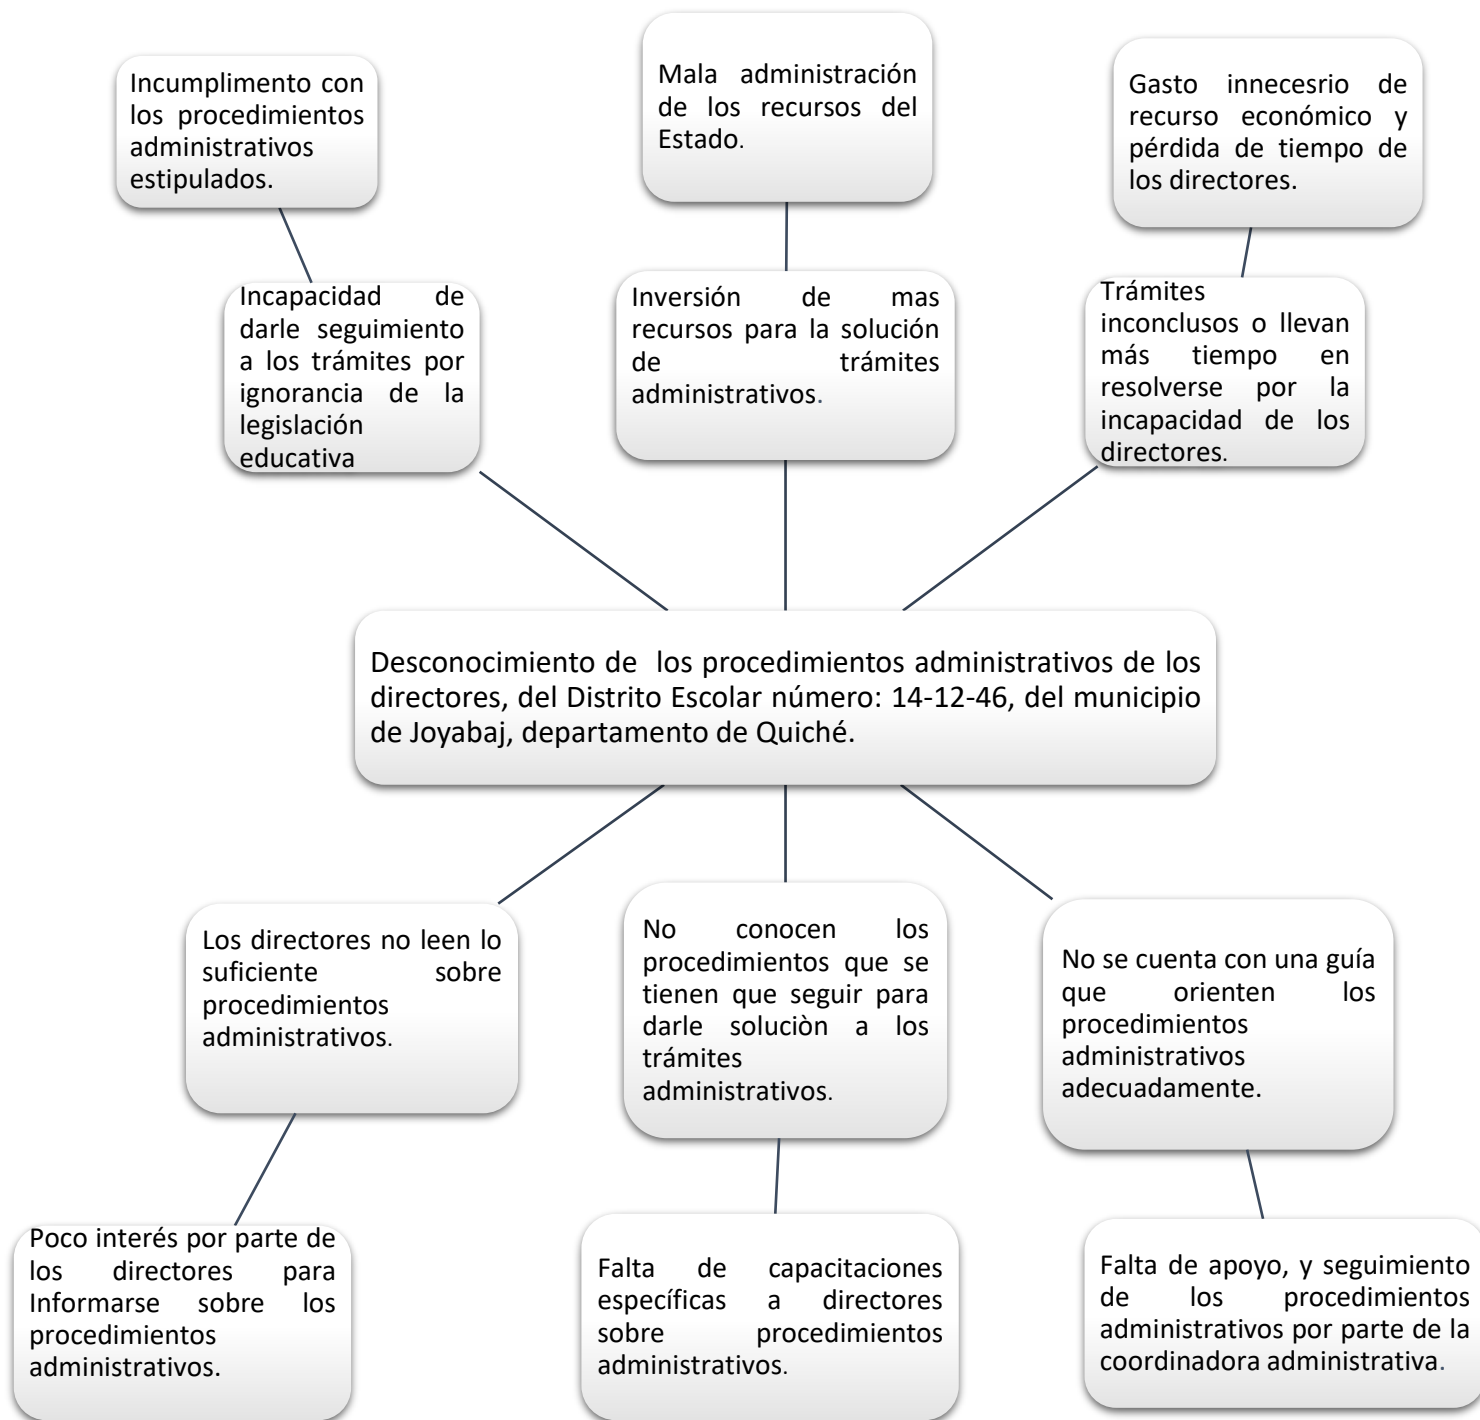 Incumplimento con
los procedimientos
administrativos
estipulados.
Mala administración
de los recursos del
Estado.
Gasto innecesrio de
recurso económico y
pérdida de tiempo de
los directores.
Incapacidad de
darle seguimiento
a los trámites por
ignorancia de la
legislación
educativa
Inversión de mas
recursos para la solución
de trámites
administrativos.
Trámites
inconclusos o llevan
más tiempo en
resolverse por la
incapacidad de los
directores.
Desconocimiento de los procedimientos administrativos de los
directores, del Distrito Escolar número: 14-12-46, del municipio
de Joyabaj, departamento de Quiché.
Los directores no leen lo
suficiente sobre
procedimientos
administrativos.
No conocen los
procedimientos que se
tienen que seguir para
darle soluciòn a los
trámites
administrativos.
No se cuenta con una guía
que orienten los
procedimientos
administrativos
adecuadamente.
Poco interés por parte de
los directores para
Informarse sobre los
procedimientos
administrativos.
Falta de capacitaciones
específicas a directores
sobre procedimientos
administrativos.
Falta de apoyo, y seguimiento
de los procedimientos
administrativos por parte de la
coordinadora administrativa.